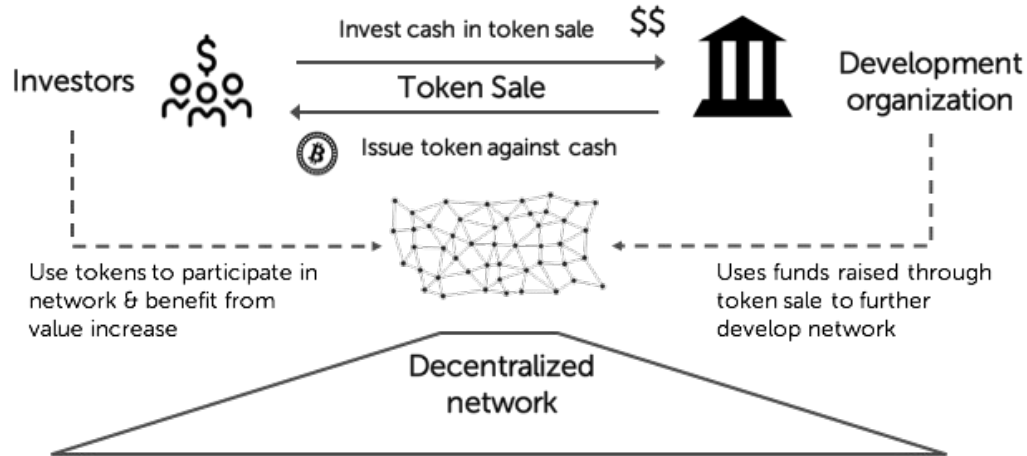 Invest cash in token sale $$
Investors
$
Token Sale
Development
organization
₿ Issue token against cash
Use tokens to participate in
network & benefit from
value increase
Uses funds raised through
token sale to further
develop network
Decentralized
network